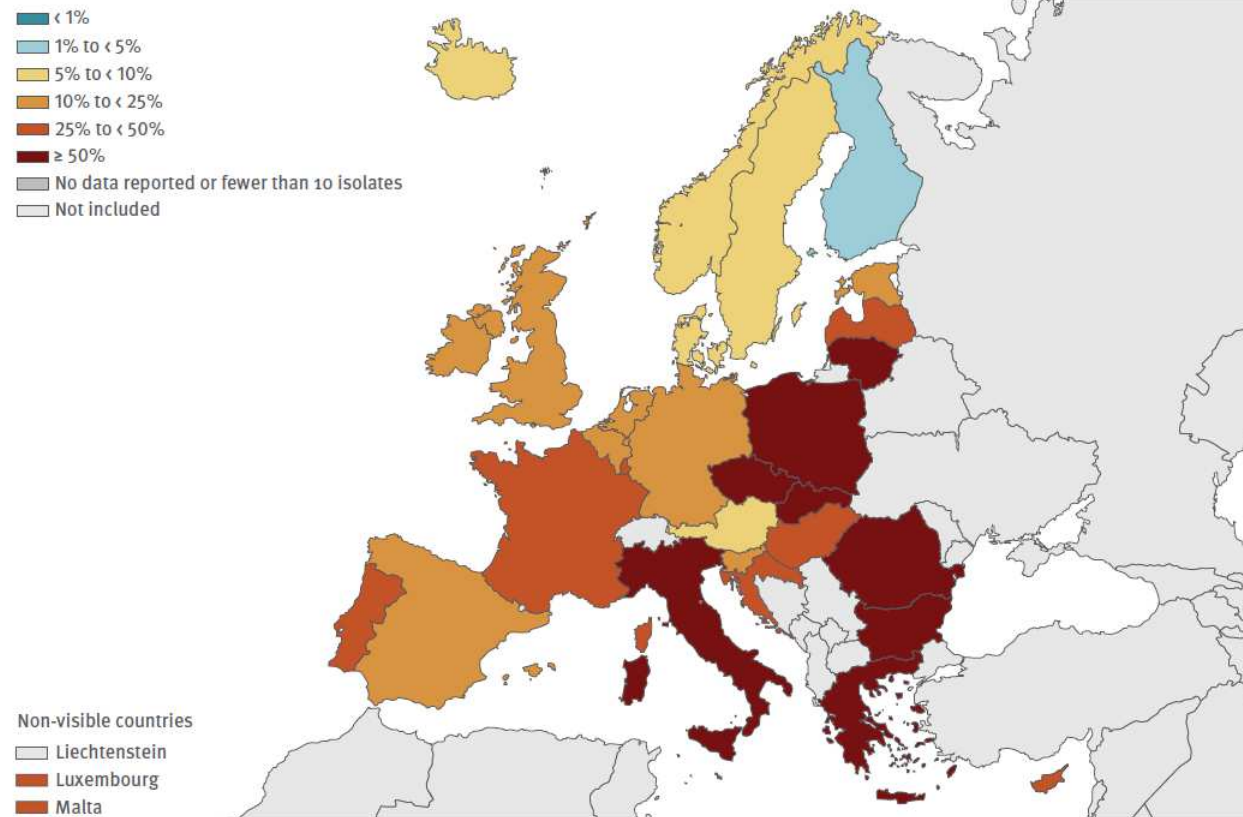 < 1%
1% to < 5%
5% to < 10%
10% to < 25%
25% to < 50%
≥ 50%
No data reported or fewer than 10 isolates
Not included
Non-visible countries
Liechtenstein
Luxembourg
Malta